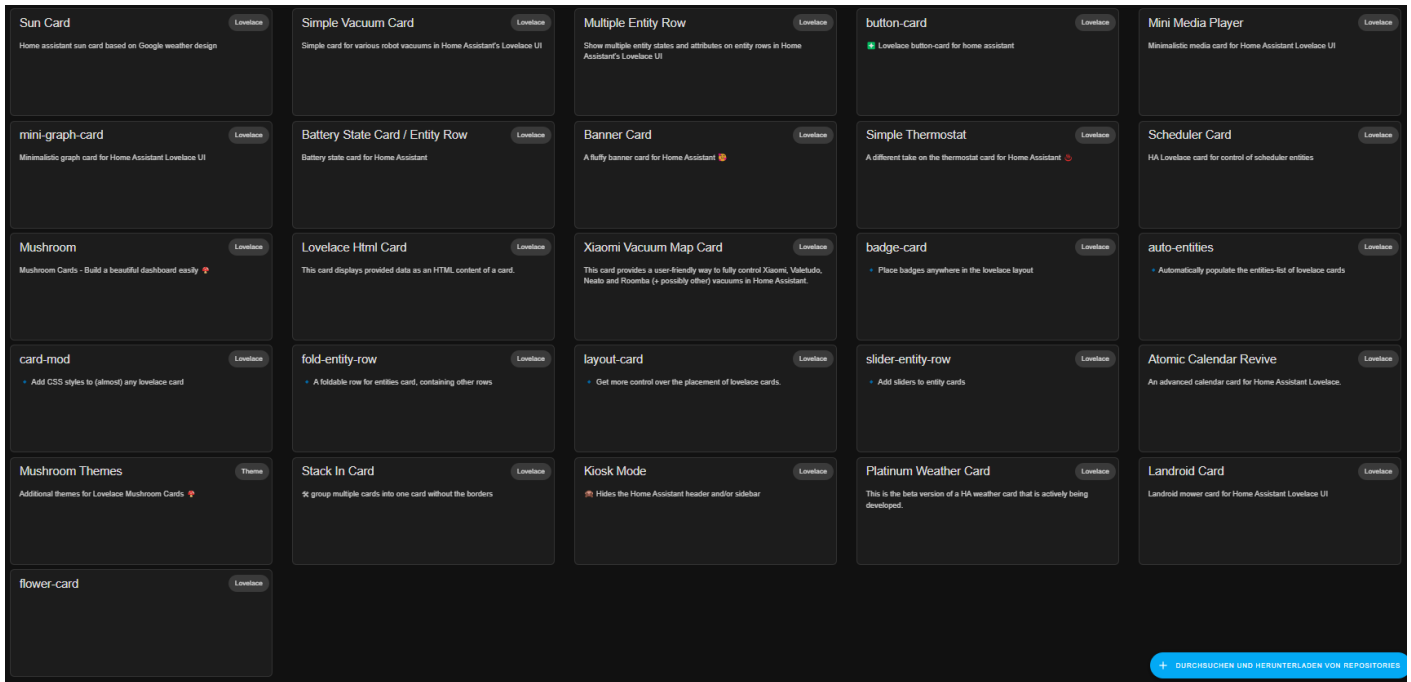 Sun Card
Lovelace
Home assistant sun card based on Google weather design
Simple Vacuum Card
Lovelace
Simple card for various robot vacuums in Home Assistant's Lovelace UI
Multiple Entity Row
Lovelace
Show multiple entity states and attributes on entity rows in Home
Assistant's Lovelace UI
button-card
Lovelace
Lovelace button-card for home assistant
Mini Media Player
Lovelace
Minimalistic media card for Home Assistant Lovelace UI
mini-graph-card
Lovelace
Minimalistic graph card for Home Assistant Lovelace UI
Battery State Card / Entity Row
Lovelace
Battery state card for Home Assistant
Banner Card
Lovelace
A fluffy banner card for Home Assistant
Simple Thermostat
Lovelace
A different take on the thermostat card for Home Assistant
Scheduler Card
Lovelace
HA Lovelace card for control of scheduler entities
Mushroom
Lovelace
Mushroom Cards - Build a beautiful dashboard easily
Lovelace Html Card
Lovelace
This card displays provided data as an HTML content of a card.
Xiaomi Vacuum Map Card
Lovelace
This card provides a user-friendly way to fully control Xiaomi, Valetudo,
Neato and Roomba (+ possibly other) vacuums in Home Assistant.
badge-card
Lovelace
Place badges anywhere in the lovelace layout
auto-entities
Lovelace
Automatically populate the entities-list of lovelace cards
card-mod
Lovelace
Add CSS styles to (almost) any lovelace card
fold-entity-row
Lovelace
A foldable row for entities card, containing other rows
layout-card
Lovelace
Get more control over the placement of lovelace cards.
slider-entity-row
Lovelace
Add sliders to entity cards
Atomic Calendar Revive
Lovelace
An advanced calendar card for Home Assistant Lovelace.
Mushroom Themes
Theme
Additional themes for Lovelace Mushroom Cards
Stack In Card
Lovelace
group multiple cards into one card without the borders
Kiosk Mode
Lovelace
Hides the Home Assistant header and/or sidebar
Platinum Weather Card
Lovelace
This is the beta version of a HA weather card that is actively being
developed.
Landroid Card
Lovelace
Landroid mower card for Home Assistant Lovelace UI
flower-card
Lovelace
+ DURCHSUCHEN UND HERUNTERLADEN VON REPOSITORIES